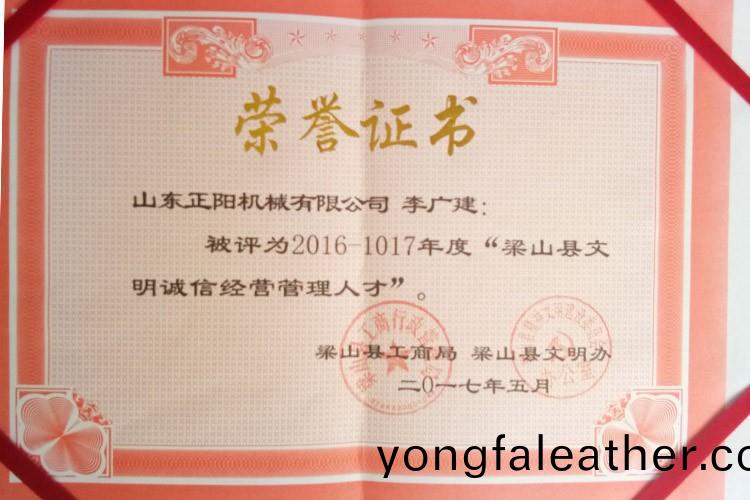 荣誉证书
山东正阳机械有限公司 李广建:
被评为2016-1017年度“梁山县文
明诚信经营管理人才”。
梁山县工商局 梁山县文明办
二〇一七年五月
yongfaleather.co